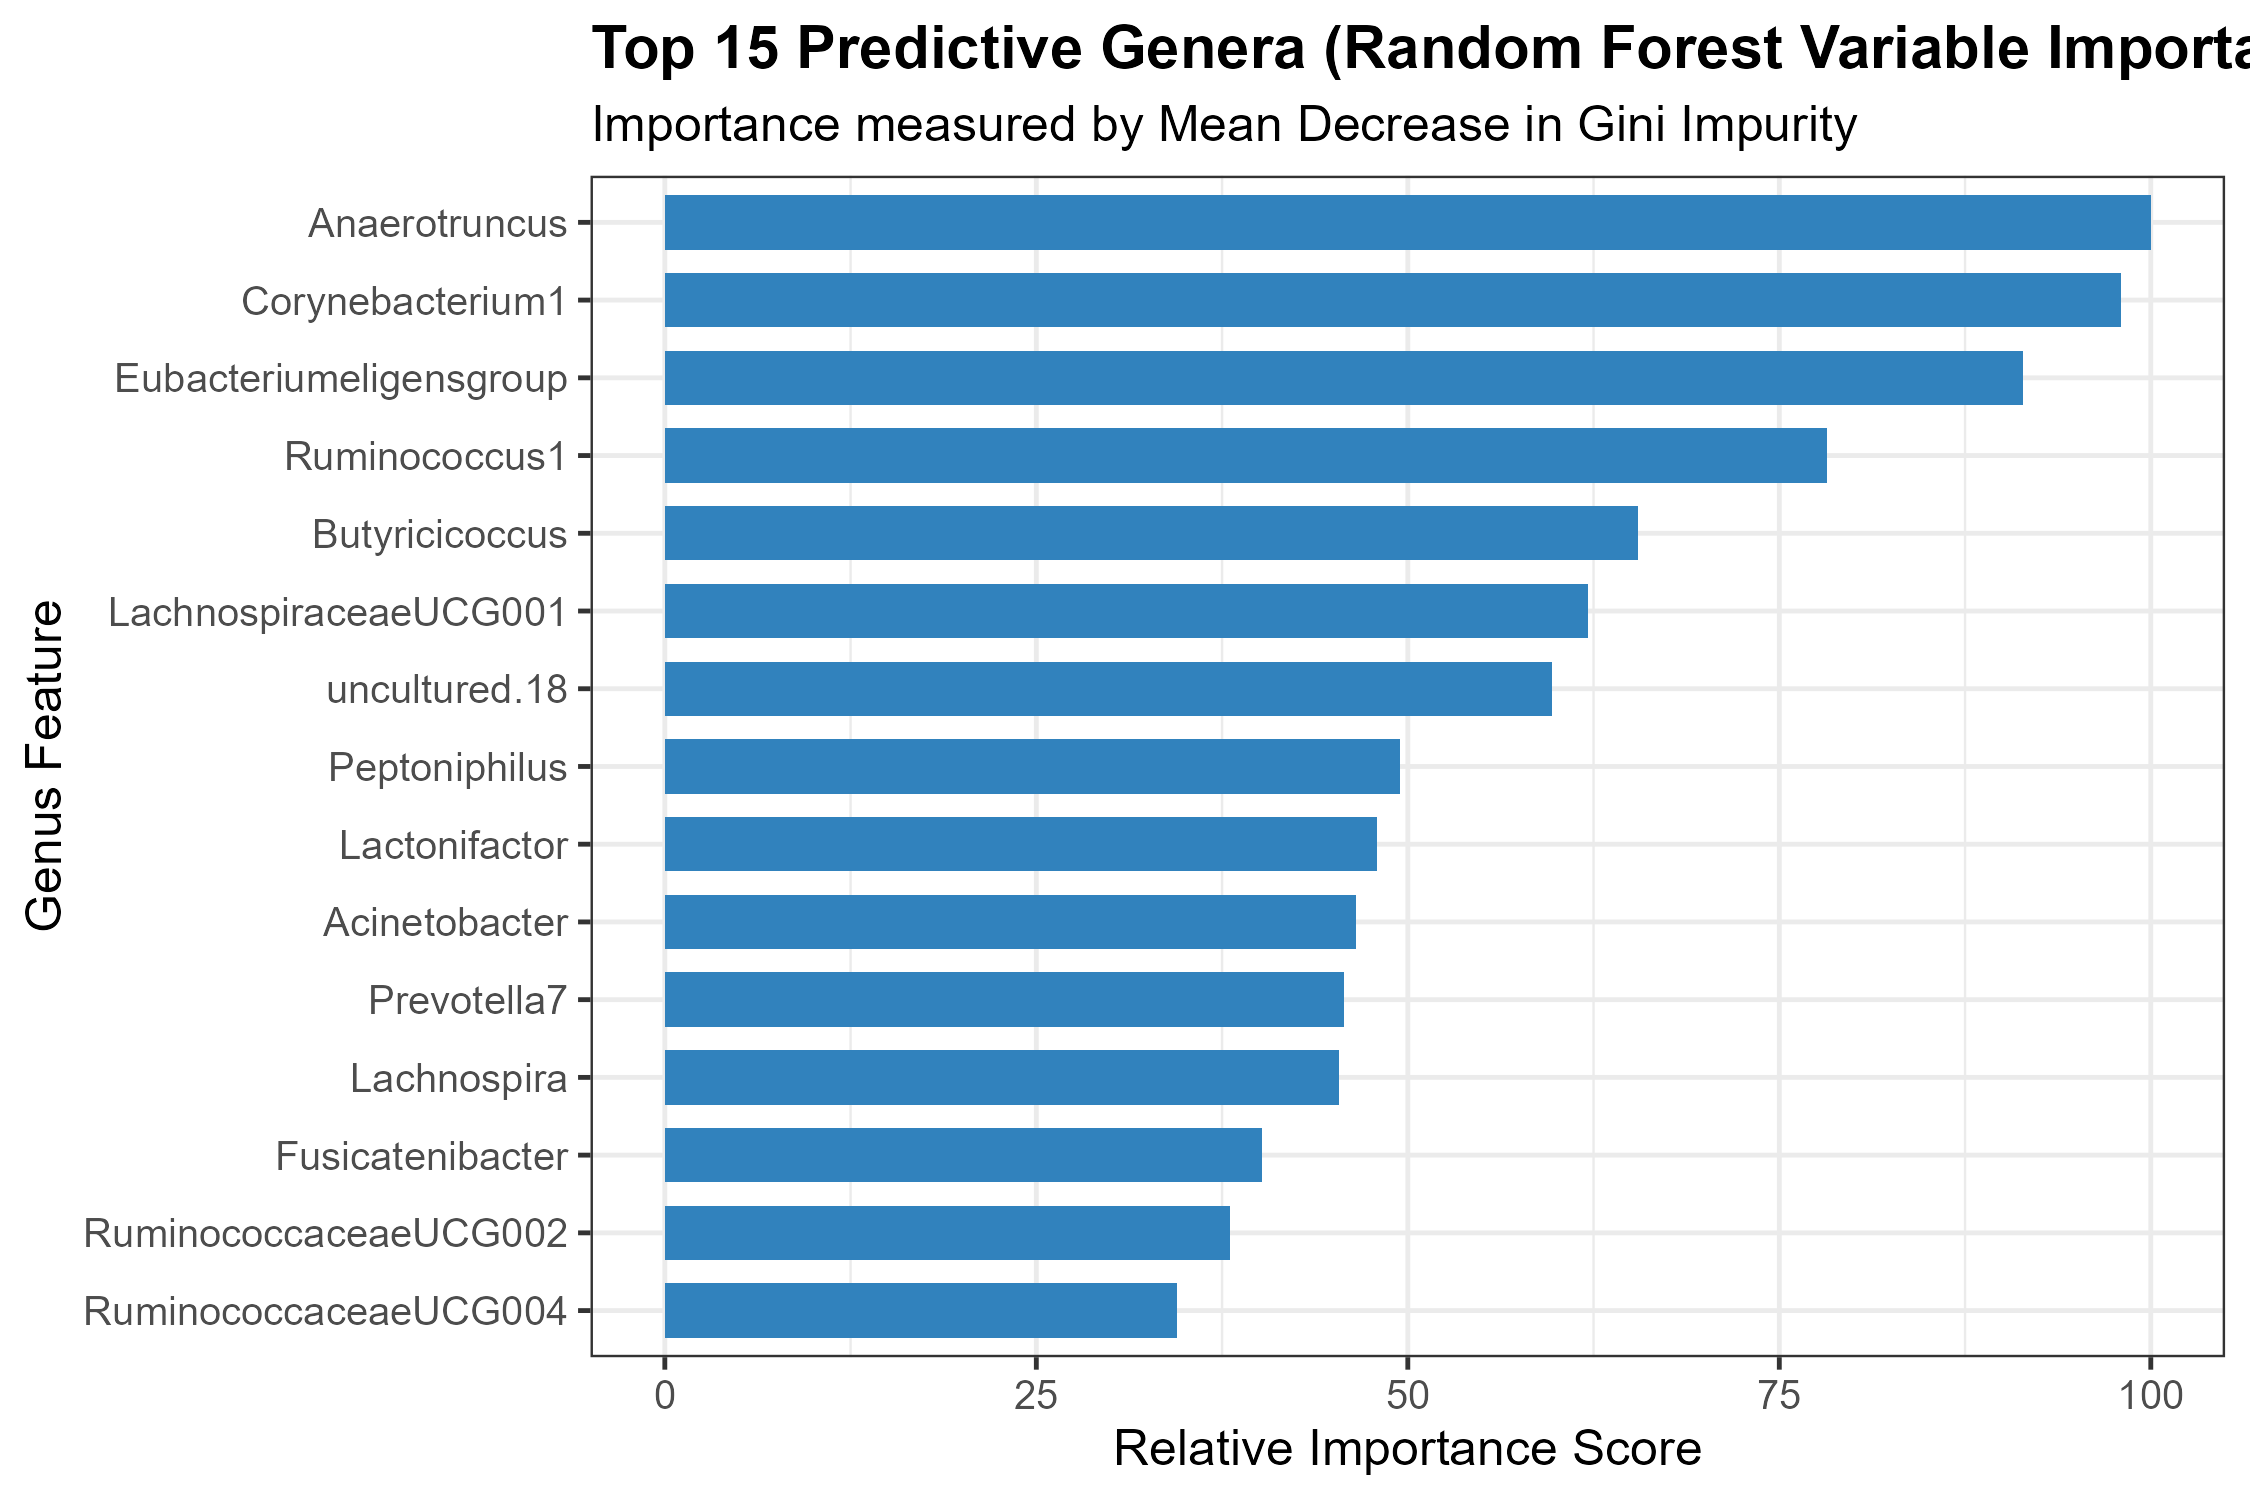 Top 15 Predictive Genera (Random Forest Variable Importa
Importance measured by Mean Decrease in Gini Impurity
Genus Feature
Anaerotruncus
Corynebacterium1
Eubacteriumeligensgroup
Ruminococcus1
Butyricicoccus
LachnospiraceaeUCG001
uncultured.18
Peptoniphilus
Lactonifactor
Acinetobacter
Prevotella7
Lachnospira
Fusicatenibacter
RuminococcaceaeUCG002
RuminococcaceaeUCG004
0 25 50 75 100
Relative Importance Score